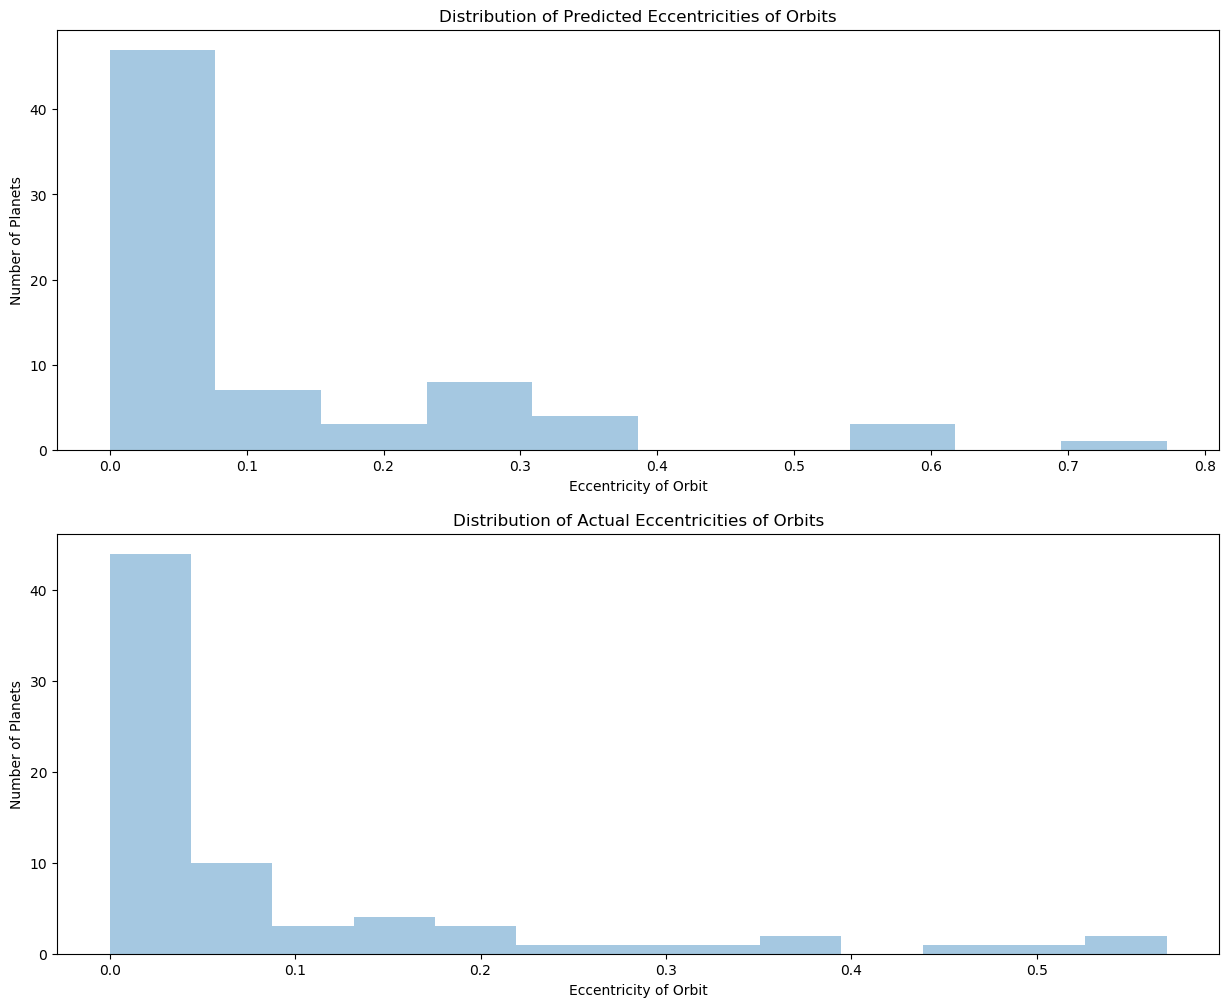 Distribution of Predicted Eccentricities of Orbits
40
30
20
10
0
Number of Planets
0.0 0.1 0.2 0.3 0.4 0.5 0.6 0.7 0.8
Eccentricity of Orbit
Distribution of Actual Eccentricities of Orbits
40
30
20
10
0
Number of Planets
0.0 0.1 0.2 0.3 0.4 0.5
Eccentricity of Orbit